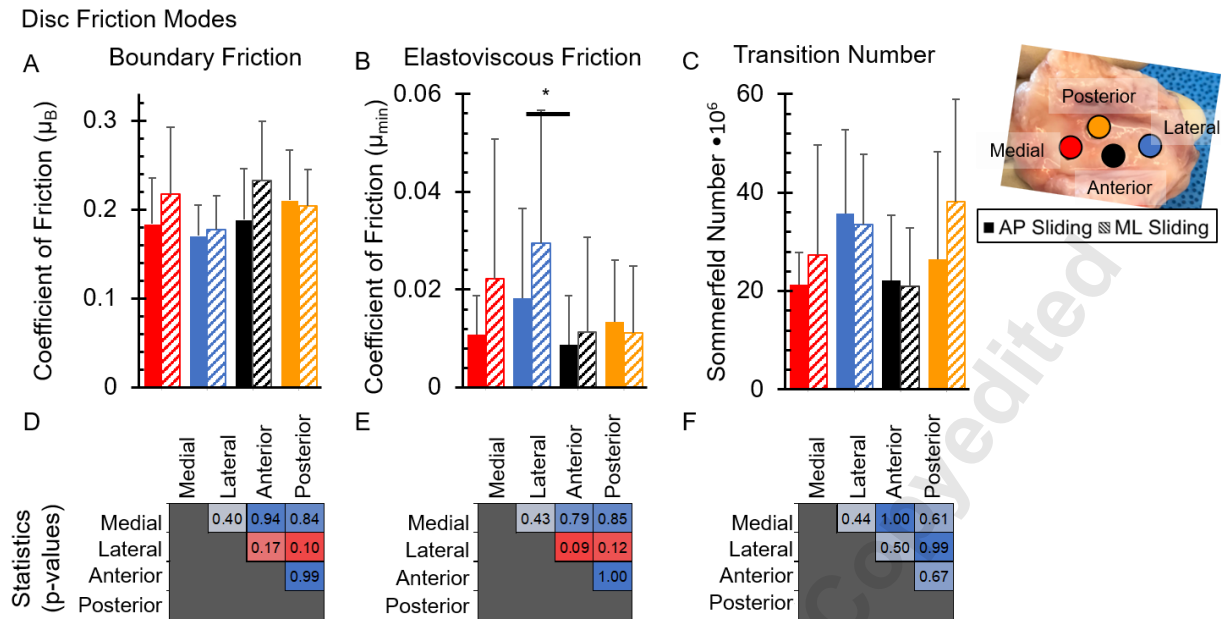 Disc Friction Modes
A
Boundary Friction
Coefficient of Friction (μB)
0.3
0.2
0.1
0
B
Elastoviscous Friction
Coefficient of Friction (μmin)
0.06
0.04
0.02
0
*
C
Transition Number
Sommerfeld Number •10⁶
60
40
20
0
Posterior
Lateral
Medial
Anterior
AP Sliding ML Sliding
D
Medial Lateral Anterior Posterior
Statistics
(p-values)
Medial 0.40 0.94 0.84
Lateral 0.17 0.10
Anterior 0.99
Posterior
E
Medial Lateral Anterior Posterior
Medial 0.43 0.79 0.85
Lateral 0.09 0.12
Anterior 1.00
Posterior
F
Medial Lateral Anterior Posterior
Medial 0.44 1.00 0.61
Lateral 0.50 0.99
Anterior 0.67
Posterior
Copyedited